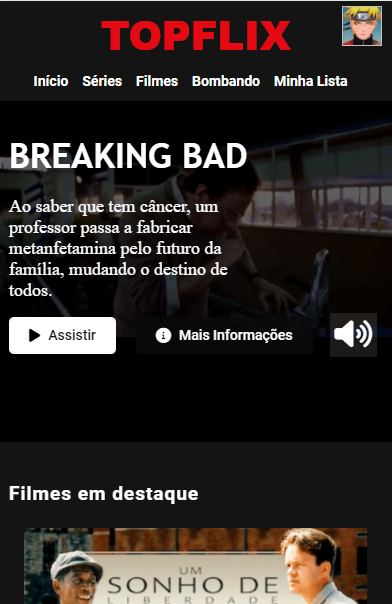 TOPFLIX
Início Séries Filmes Bombando Minha Lista
BREAKING BAD
Ao saber que tem câncer, um
professor passa a fabricar
metanfetamina pelo futuro da
família, mudando o destino de
todos.
Assistir Mais Informações
Filmes em destaque
UM
SONHO DE
LIBERDADE